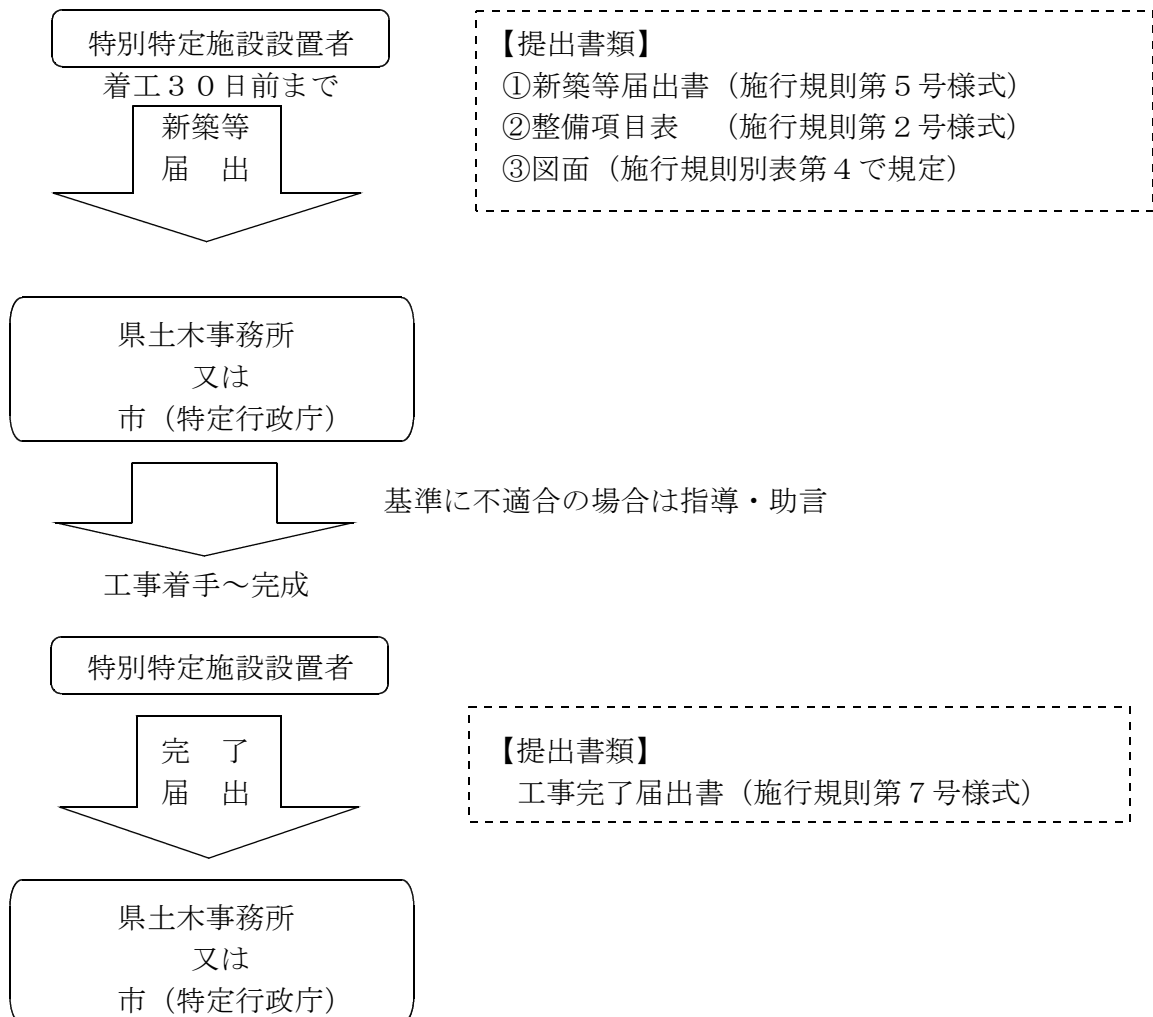 特別特定施設設置者
着工３０日前まで
新築等
届　出
【提出書類】
①新築等届出書（施行規則第５号様式）
②整備項目表　（施行規則第２号様式）
③図面（施行規則別表第４で規定）
県土木事務所
又は
市（特定行政庁）
基準に不適合の場合は指導・助言
工事着手～完成
特別特定施設設置者
完　了
届　出
【提出書類】
工事完了届出書（施行規則第７号様式）
県土木事務所
又は
市（特定行政庁）